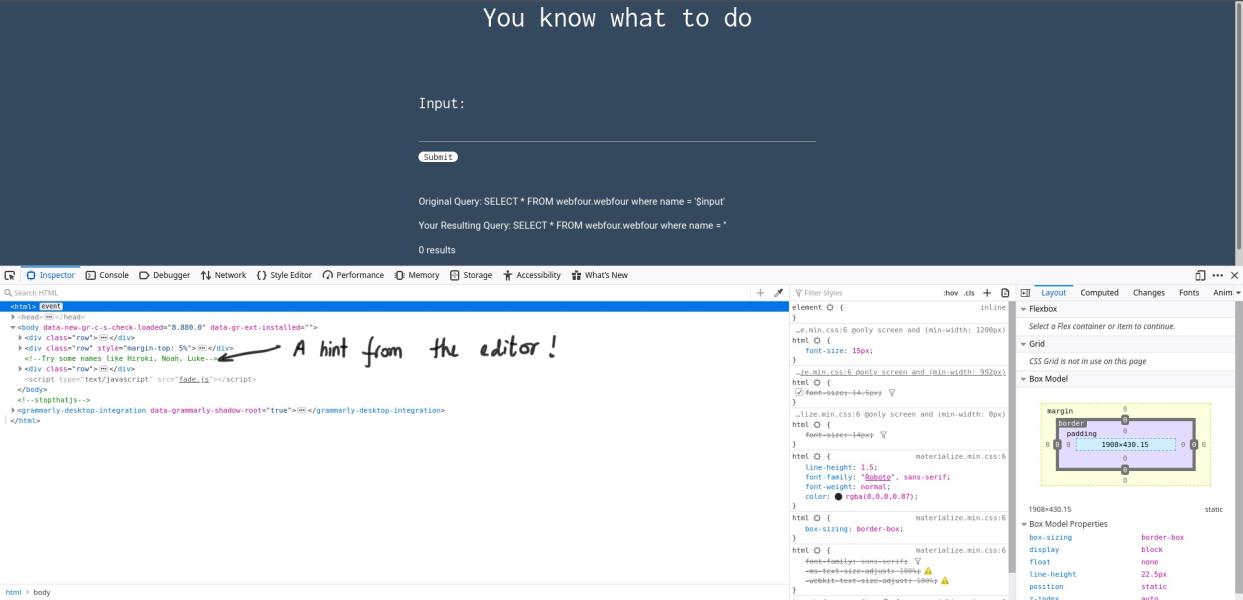 You know what to do
Input:
Submit
Original Query: SELECT * FROM webfour.webfour where name = '$input'
Your Resulting Query: SELECT * FROM webfour.webfour where name = ''
0 results
Inspector Console Debugger Network Style Editor Performance Memory Storage Accessibility What's New
Search HTML
<html> event
<head> </head>
<body data-new-gr-c-s-check-loaded="8.880.0" data-gr-ext-installed="">
<div class="row"> </div>
<div class="row" style="margin-top: 5%"> </div>
<!--Try some names like Hiroki, Noah, Luke-->
A hint from the editor!
<div class="row"> </div>
<script type="text/javascript" src="fade.js"></script>
</body>
<!--stopthatjs-->
<grammarly-desktop-integration data-grammarly-shadow-root="true"> </grammarly-desktop-integration>
</html>
html > body
Filter Styles :hov .cls +
element { inline
}
…e.min.css:6 @only screen and (min-width: 1200px)
html {
font-size: 15px;
}
…ze.min.css:6 @only screen and (min-width: 992px)
html {
font-size: 14.5px;
}
…lize.min.css:6 @only screen and (min-width: 0px)
html {
font-size: 14px;
}
html { materialize.min.css:6
line-height: 1.5;
font-family: "Roboto", sans-serif;
font-weight: normal;
color: rgba(0,0,0,0.87);
}
html { materialize.min.css:6
box-sizing: border-box;
}
html { materialize.min.css:6
font-family: sans-serif;
-ms-text-size-adjust: 100%;
-webkit-text-size-adjust: 100%;
}
Layout Computed Changes Fonts Anim
Flexbox
Select a Flex container or item to continue.
Grid
CSS Grid is not in use on this page
Box Model
margin 0
border 0
padding 0
0 0 0 1908×430.15 0 0 0
0
0
0
1908×430.15 static
Box Model Properties
box-sizing border-box
display block
float none
line-height 22.5px
position static
z-index auto